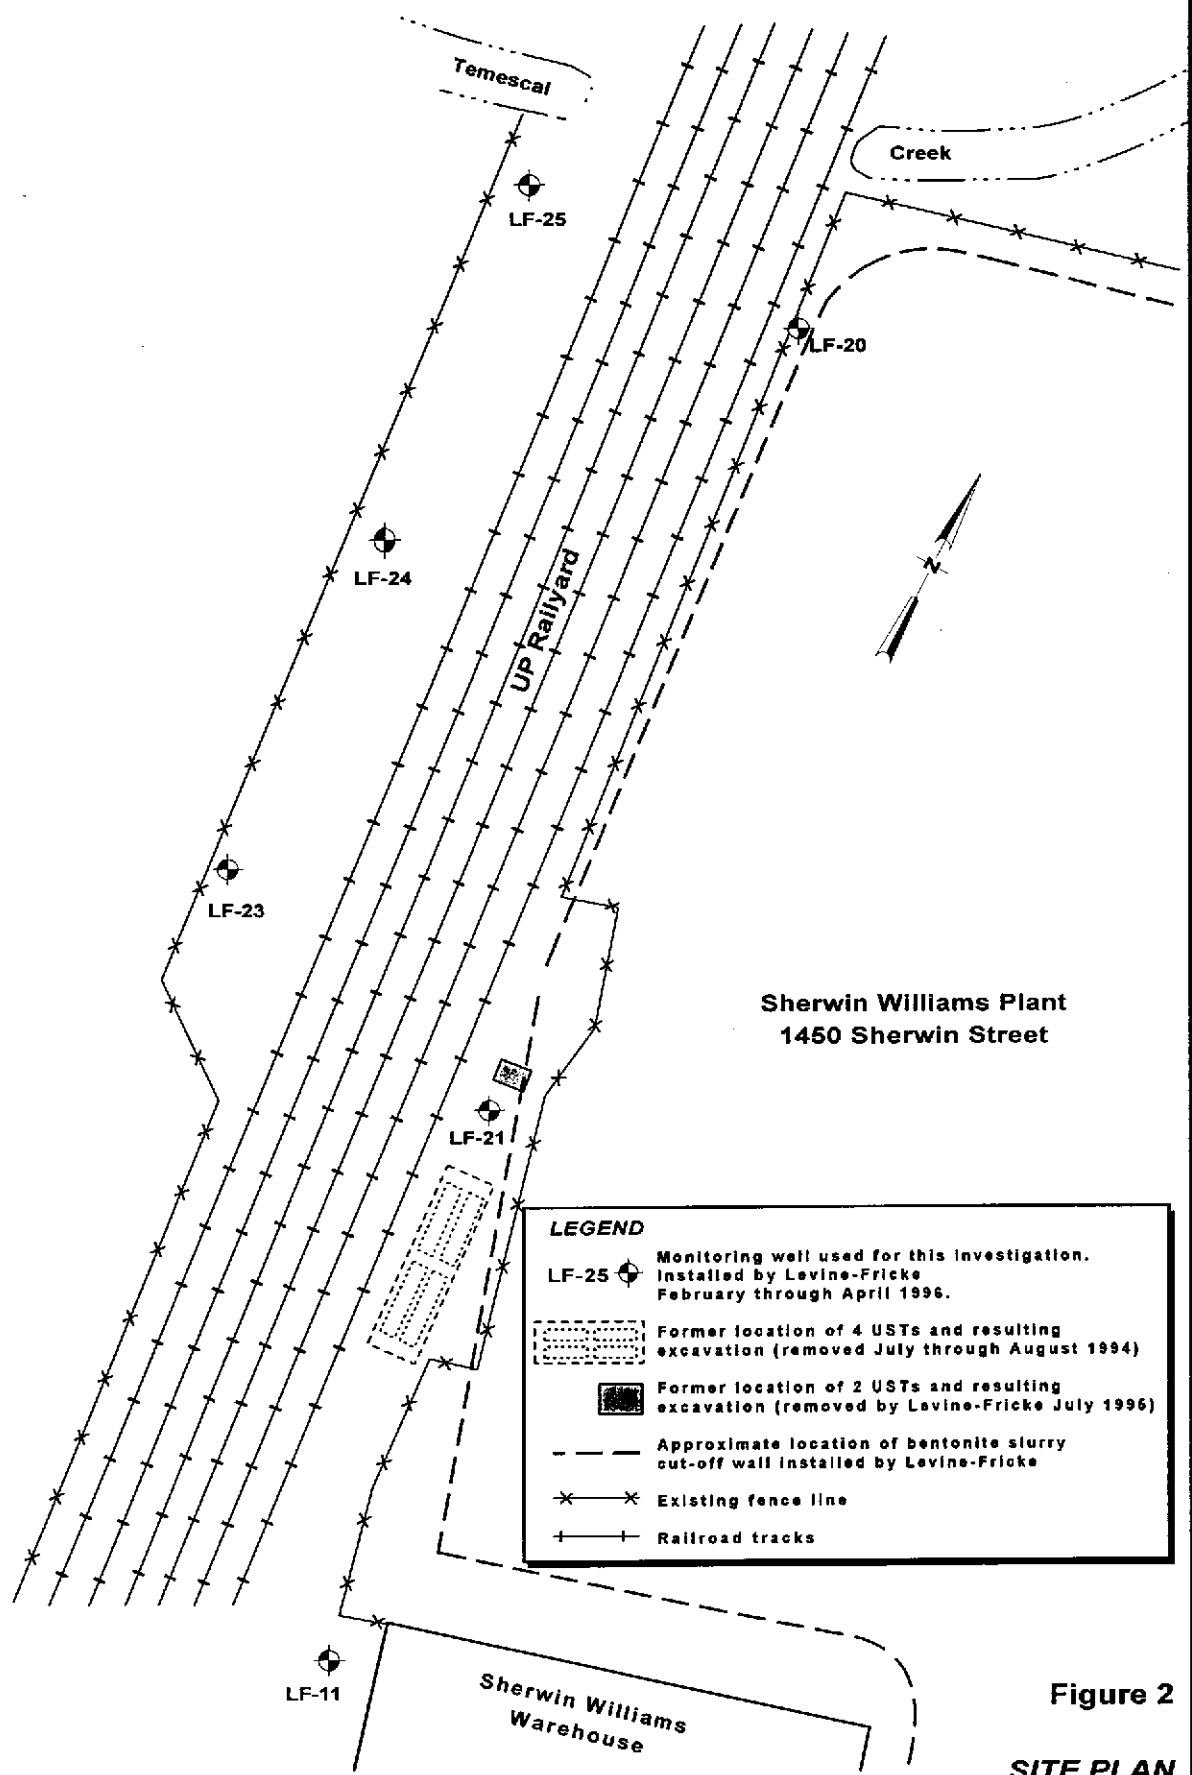 Temescal
Creek
LF-25
LF-20
N
LF-24
UP Railyard
LF-23
Sherwin Williams Plant
1450 Sherwin Street
LF-21
LEGEND
LF-25
Monitoring well used for this investigation.
Installed by Levine-Fricke
February through April 1996.
Former location of 4 USTs and resulting
excavation (removed July through August 1994)
Former location of 2 USTs and resulting
excavation (removed by Levine-Fricke July 1995)
Approximate location of bentonite slurry
cut-off wall installed by Levine-Fricke
Existing fence line
Railroad tracks
LF-11
Sherwin Williams
Warehouse
Figure 2
SITE PLAN